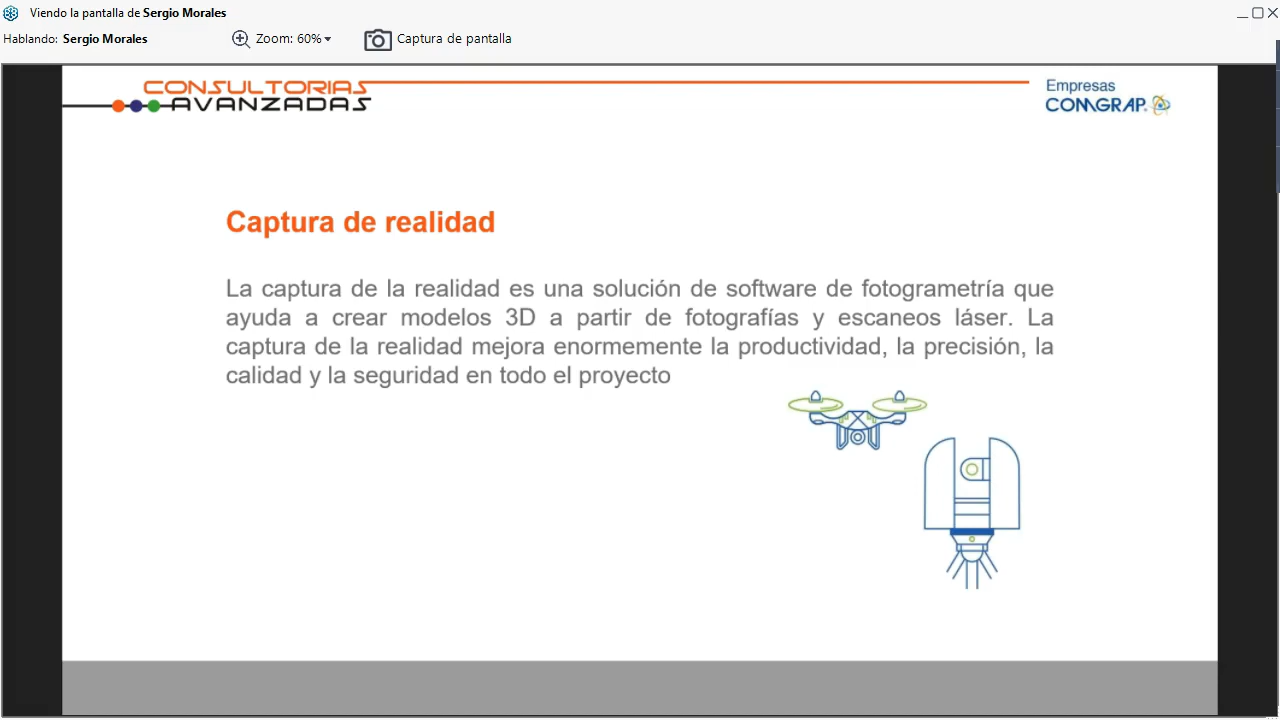 Viendo la pantalla de Sergio Morales
Hablando: Sergio Morales
Zoom: 60%
Captura de pantalla
CONSULTORIAS
AVANZADAS
Empresas
COMGRAP.
Captura de realidad
La captura de la realidad es una solución de software de fotogrametría que
ayuda a crear modelos 3D a partir de fotografías y escaneos láser. La
captura de la realidad mejora enormemente la productividad, la precisión, la
calidad y la seguridad en todo el proyecto